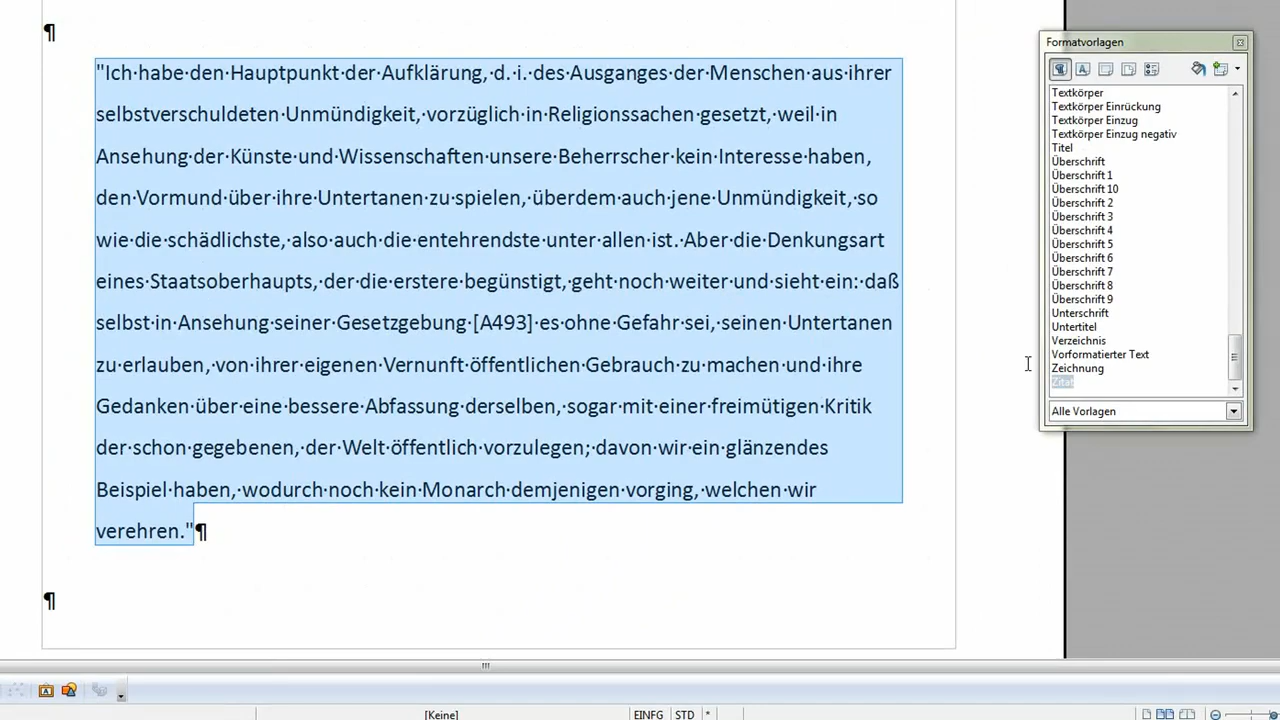 ¶
"Ich·habe·den·Hauptpunkt·der·Aufklärung,·d.·i.·des·Ausganges·der·Menschen·aus·ihrer
selbstverschuldeten·Unmündigkeit,·vorzüglich·in·Religionssachen·gesetzt,·weil·in
Ansehung·der·Künste·und·Wissenschaften·unsere·Beherrscher·kein·Interesse·haben,
den·Vormund·über·ihre·Untertanen·zu·spielen,·überdem·auch·jene·Unmündigkeit,·so
wie·die·schädlichste,·also·auch·die·entehrendste·unter·allen·ist.·Aber·die·Denkungsart
eines·Staatsoberhaupts,·der·die·erstere·begünstigt,·geht·noch·weiter·und·sieht·ein:·daß
selbst·in·Ansehung·seiner·Gesetzgebung·[A493]·es·ohne·Gefahr·sei,·seinen·Untertanen
zu·erlauben,·von·ihrer·eigenen·Vernunft·öffentlichen·Gebrauch·zu·machen·und·ihre
Gedanken·über·eine·bessere·Abfassung·derselben,·sogar·mit·einer·freimütigen·Kritik
der·schon·gegebenen,·der·Welt·öffentlich·vorzulegen;·davon·wir·ein·glänzendes
Beispiel·haben,·wodurch·noch·kein·Monarch·demjenigen·vorging,·welchen·wir
verehren."¶
¶
Formatvorlagen
Textkörper
Textkörper Einrückung
Textkörper Einzug
Textkörper Einzug negativ
Titel
Überschrift
Überschrift 1
Überschrift 10
Überschrift 2
Überschrift 3
Überschrift 4
Überschrift 5
Überschrift 6
Überschrift 7
Überschrift 8
Überschrift 9
Unterschrift
Untertitel
Verzeichnis
Vorformatierter Text
Zeichnung
Zitat
Alle Vorlagen
[Keine]
EINFG
STD
*